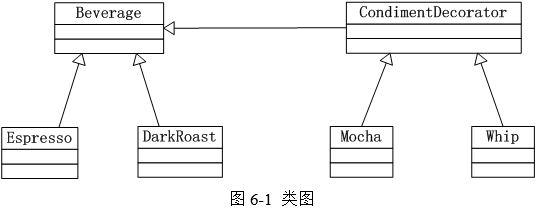 Beverage
CondimentDecorator
Espresso
DarkRoast
Mocha
Whip
图 6-1 类图